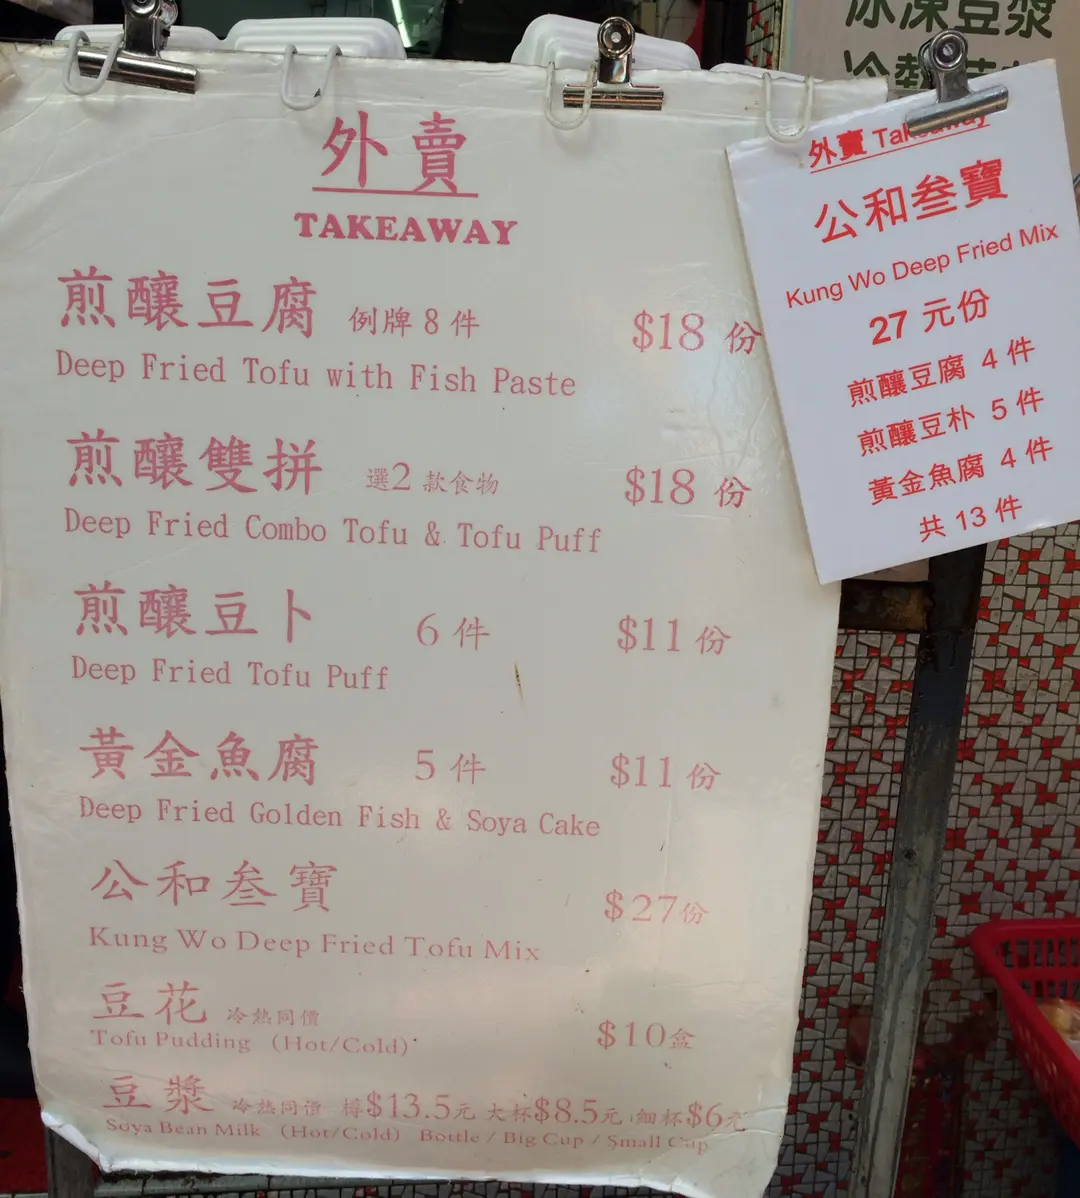 外賣
TAKEAWAY
煎釀豆腐 例牌 8 件 $18 份
Deep Fried Tofu with Fish Paste
煎釀雙拼 選2 款食物 $18 份
Deep Fried Combo Tofu & Tofu Puff
煎釀豆卜 6 件 $11 份
Deep Fried Tofu Puff
黃金魚腐 5 件 $11 份
Deep Fried Golden Fish & Soya Cake
公和叁寶 $27份
Kung Wo Deep Fried Tofu Mix
豆花 冷熱同價 $10盒
Tofu Pudding (Hot/Cold)
豆漿 冷熱同價 樽$13.5元 大杯$8.5元 細杯$6元
Soya Bean Milk (Hot/Cold) Bottle / Big Cup / Small Cup
外賣 Takeaway
公和叁寶
Kung Wo Deep Fried Mix
27 元份
煎釀豆腐 4 件
煎釀豆朴 5 件
黃金魚腐 4 件
共 13 件
冰凍豆漿